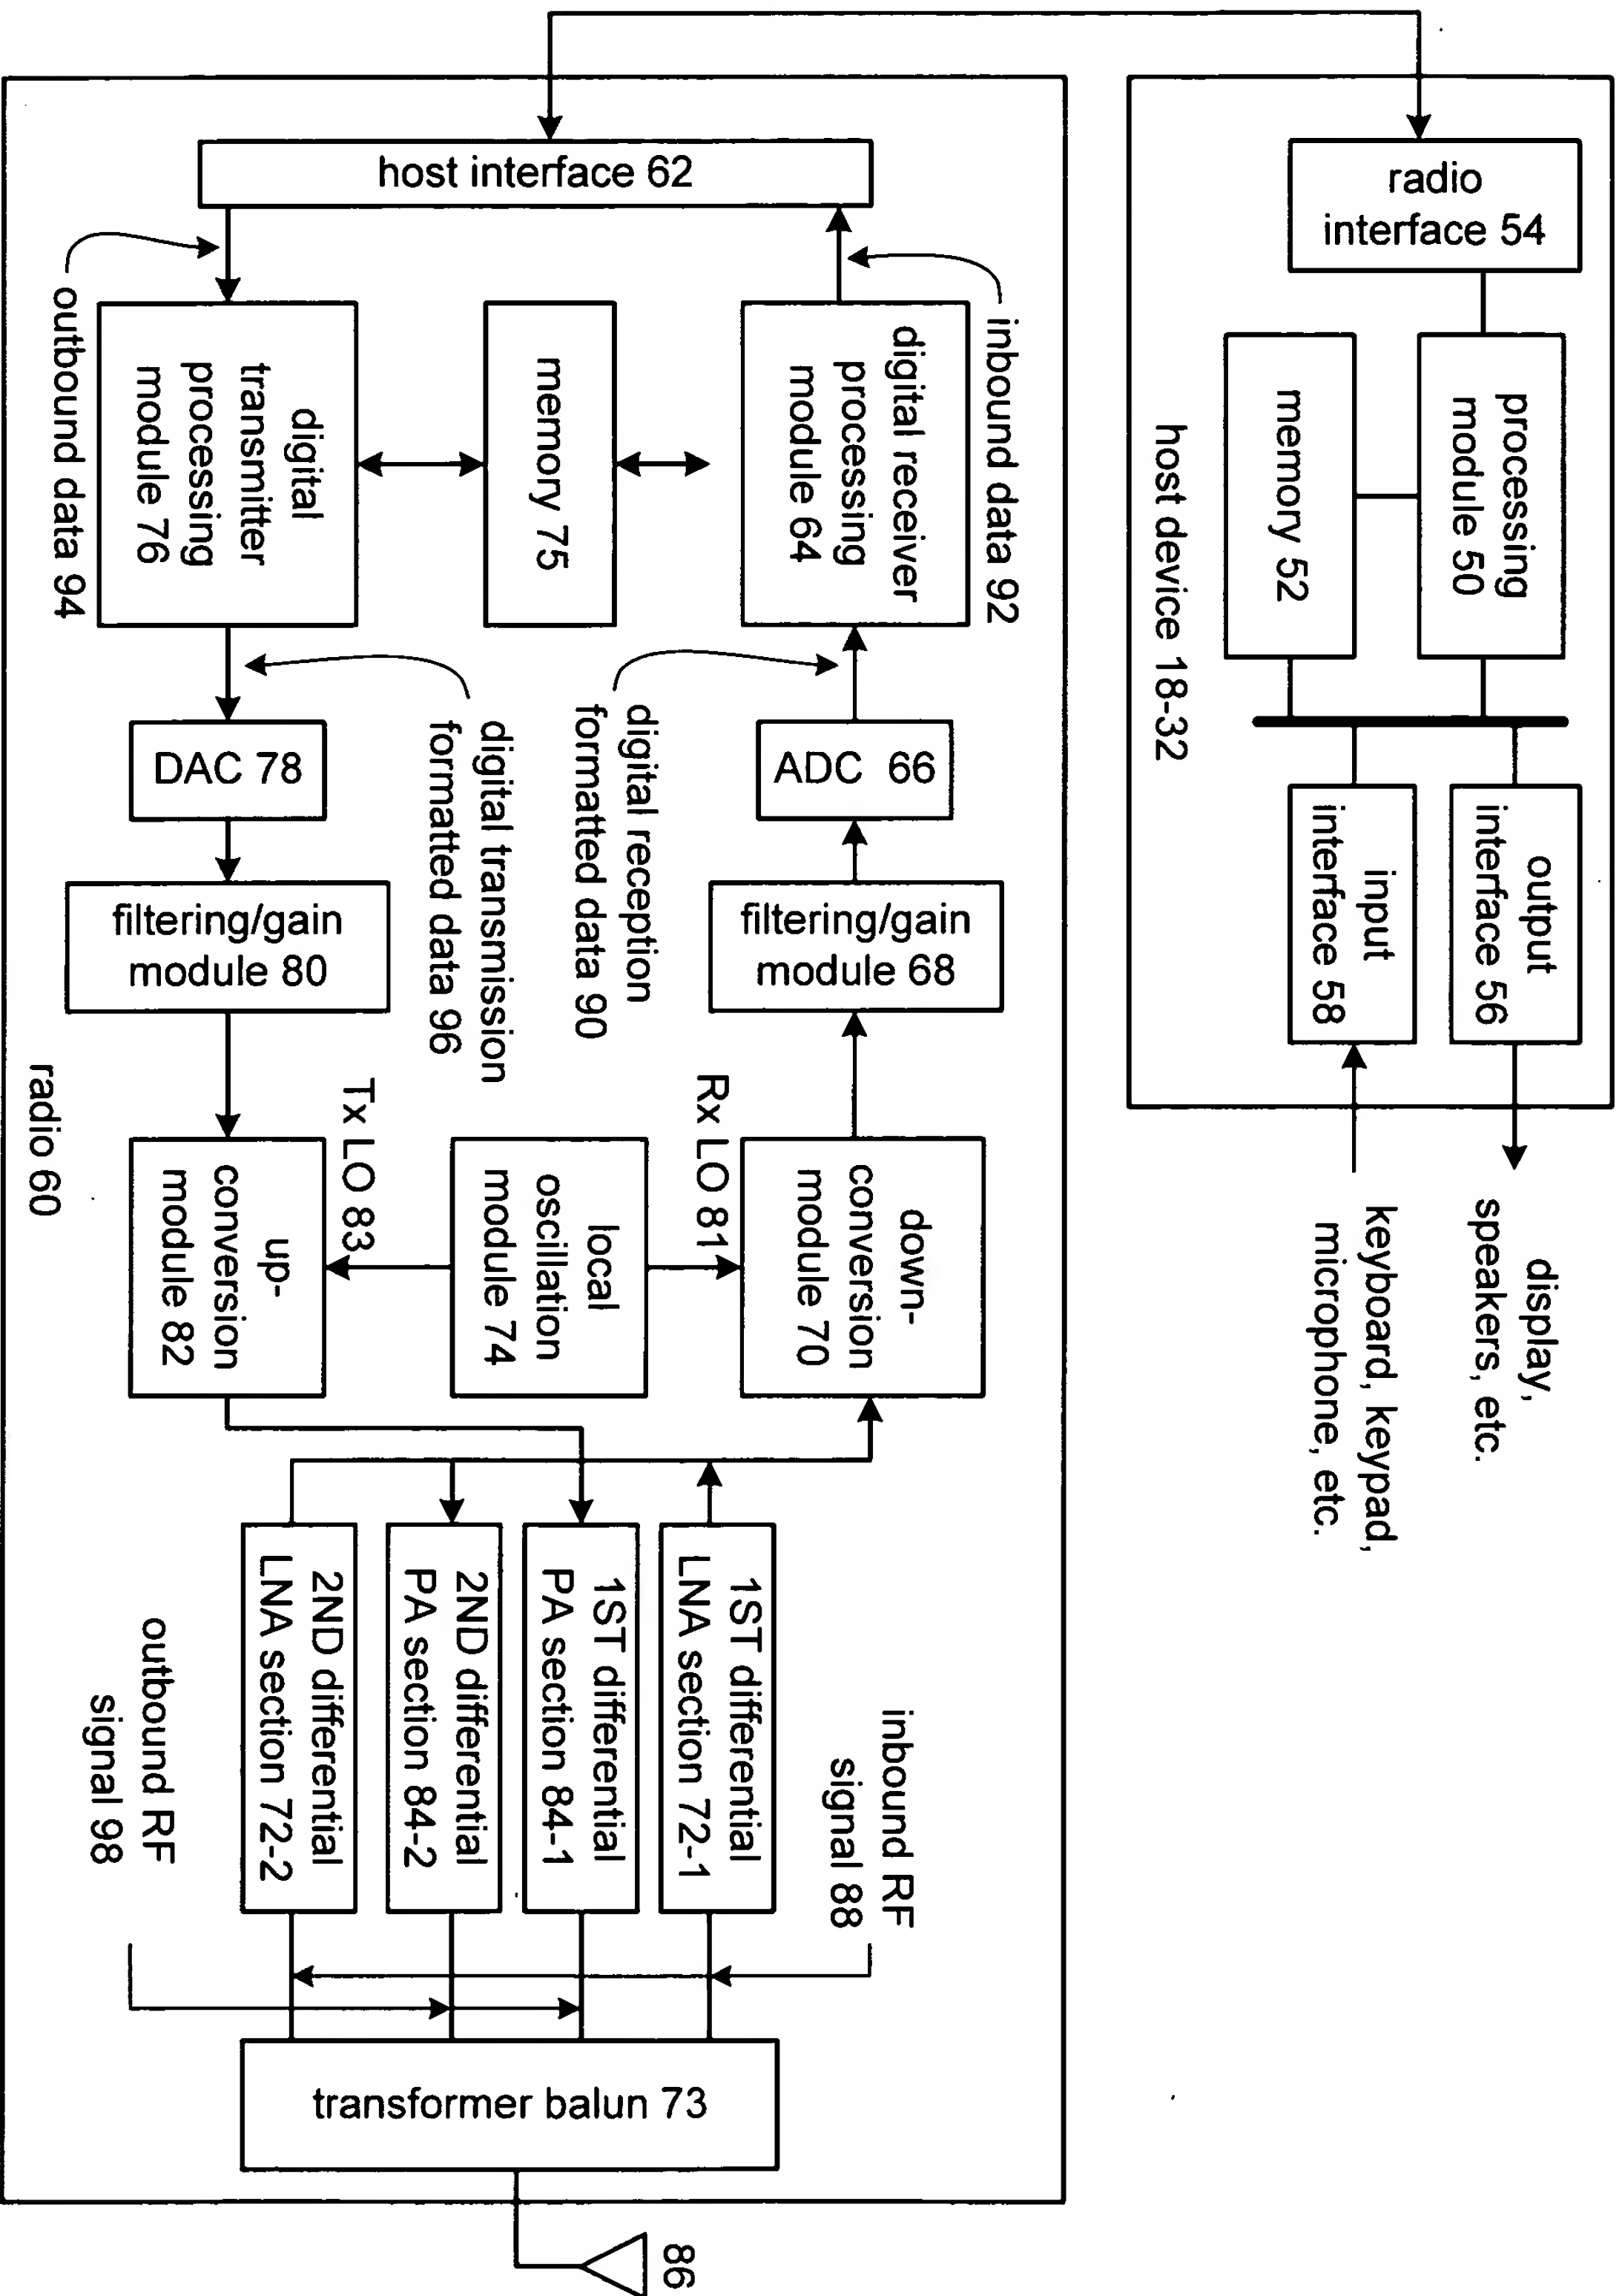 radio
interface 54
processing
module 50
memory 52
output
interface 56
input
interface 58
host device 18-32
display,
speakers, etc.
keyboard, keypad,
microphone, etc.
host interface 62
inbound data 92
digital receiver
processing
module 64
memory 75
digital
transmitter
processing
module 76
outbound data 94
ADC 66
digital reception
formatted data 90
digital transmission
formatted data 96
DAC 78
filtering/gain
module 68
filtering/gain
module 80
down-
conversion
module 70
Rx LO 81
local
oscillation
module 74
Tx LO 83
up-
conversion
module 82
radio 60
1ST differential
LNA section 72-1
1ST differential
PA section 84-1
2ND differential
PA section 84-2
2ND differential
LNA section 72-2
inbound RF
signal 88
outbound RF
signal 98
transformer balun 73
86